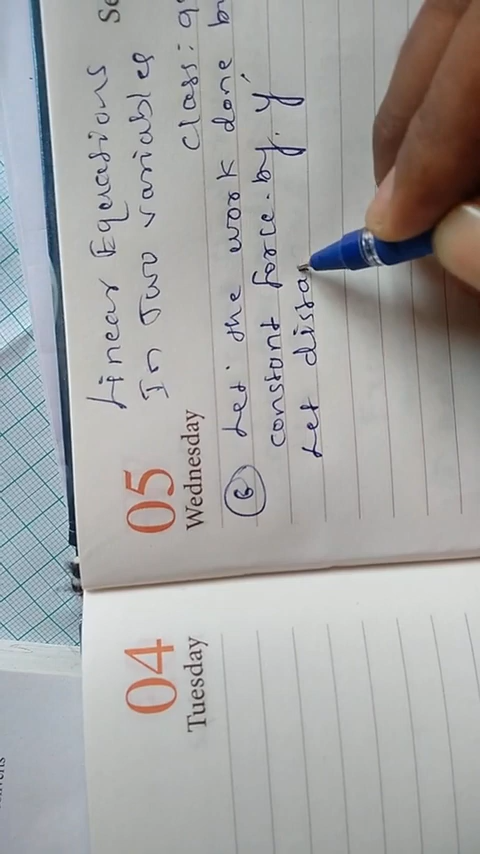 Linear Equations
In Two variables
05
Wednesday
class: 9
6 Let the work done
constant force. by. y
Let dista
04
Tuesday